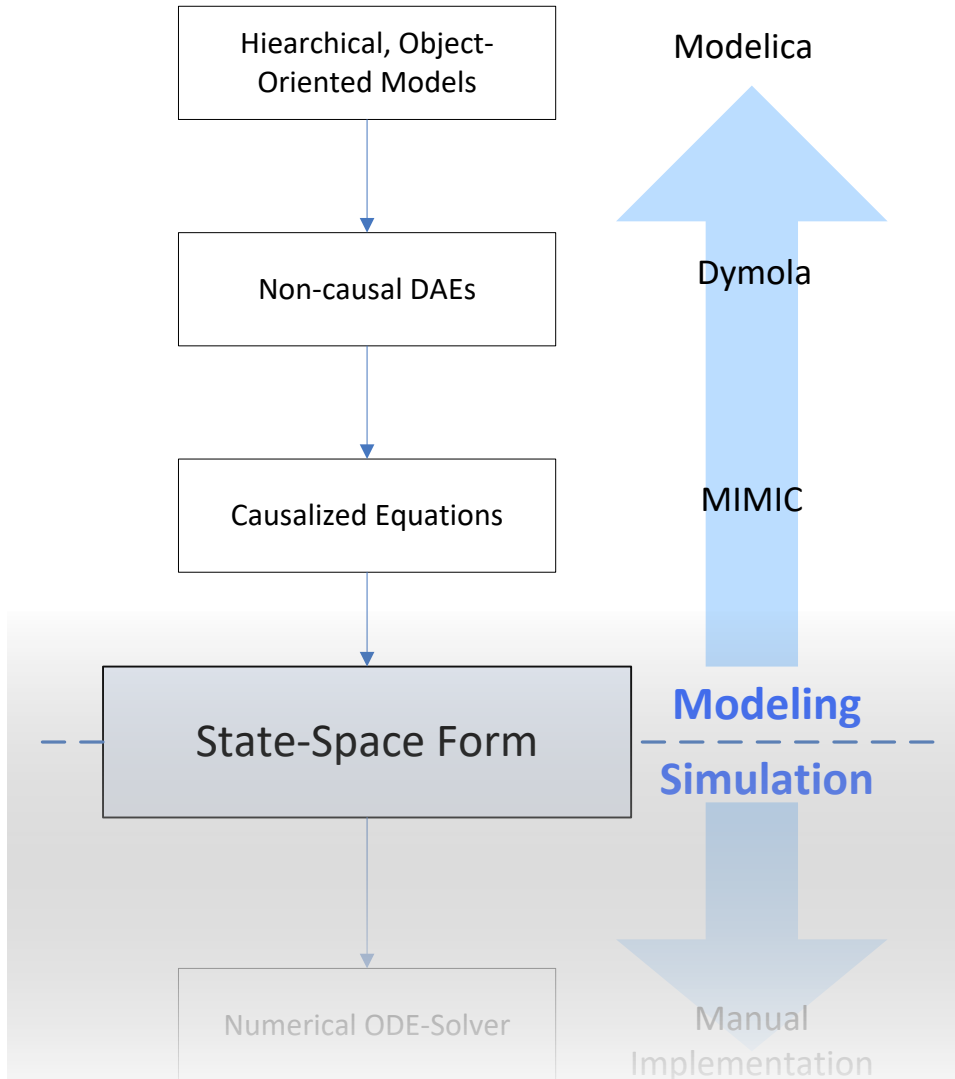 Hiearchical, Object-
Oriented Models
Modelica
Non-causal DAEs
Dymola
Causalized Equations
MIMIC
State-Space Form
Modeling
Simulation
Numerical ODE-Solver
Manual
Implementation